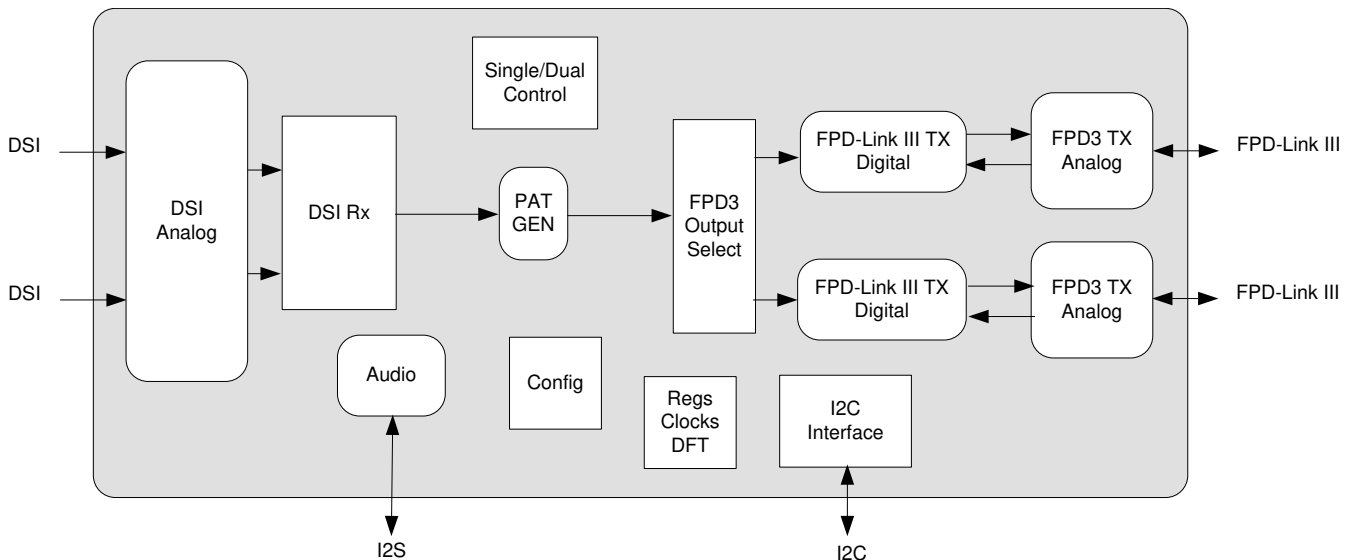 Single/Dual
Control
DSI
DSI
Analog
DSI Rx
PAT
GEN
FPD3
Output
Select
FPD-Link III TX
Digital
FPD3 TX
Analog
FPD-Link III
DSI
FPD-Link III TX
Digital
FPD3 TX
Analog
FPD-Link III
Audio
Config
Regs
Clocks
DFT
I2C
Interface
I2S
I2C